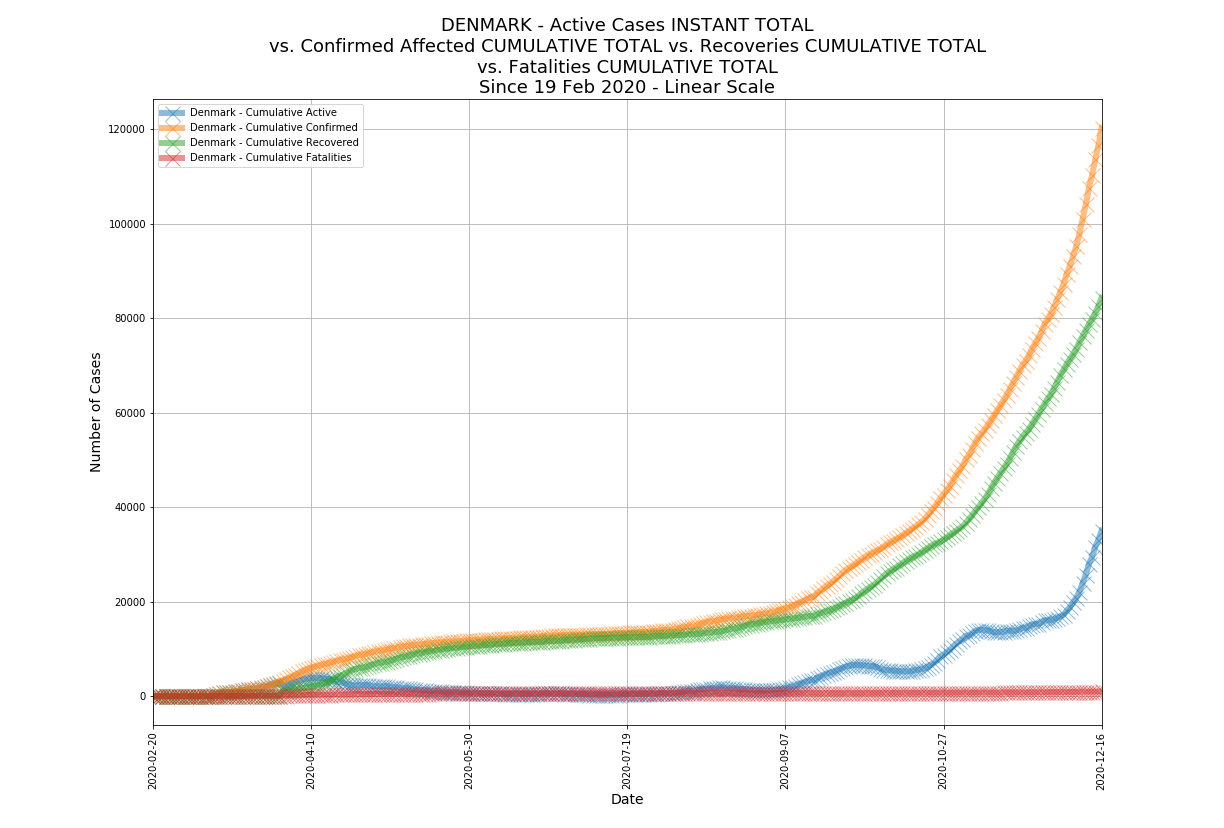 DENMARK - Active Cases INSTANT TOTAL
vs. Confirmed Affected CUMULATIVE TOTAL vs. Recoveries CUMULATIVE TOTAL
vs. Fatalities CUMULATIVE TOTAL
Since 19 Feb 2020 - Linear Scale
Denmark - Cumulative Active
Denmark - Cumulative Confirmed
Denmark - Cumulative Recovered
Denmark - Cumulative Fatalities
120000
100000
80000
60000
40000
20000
0
Number of Cases
2020-02-20
2020-04-10
2020-05-30
2020-07-19
2020-09-07
2020-10-27
2020-12-16
Date